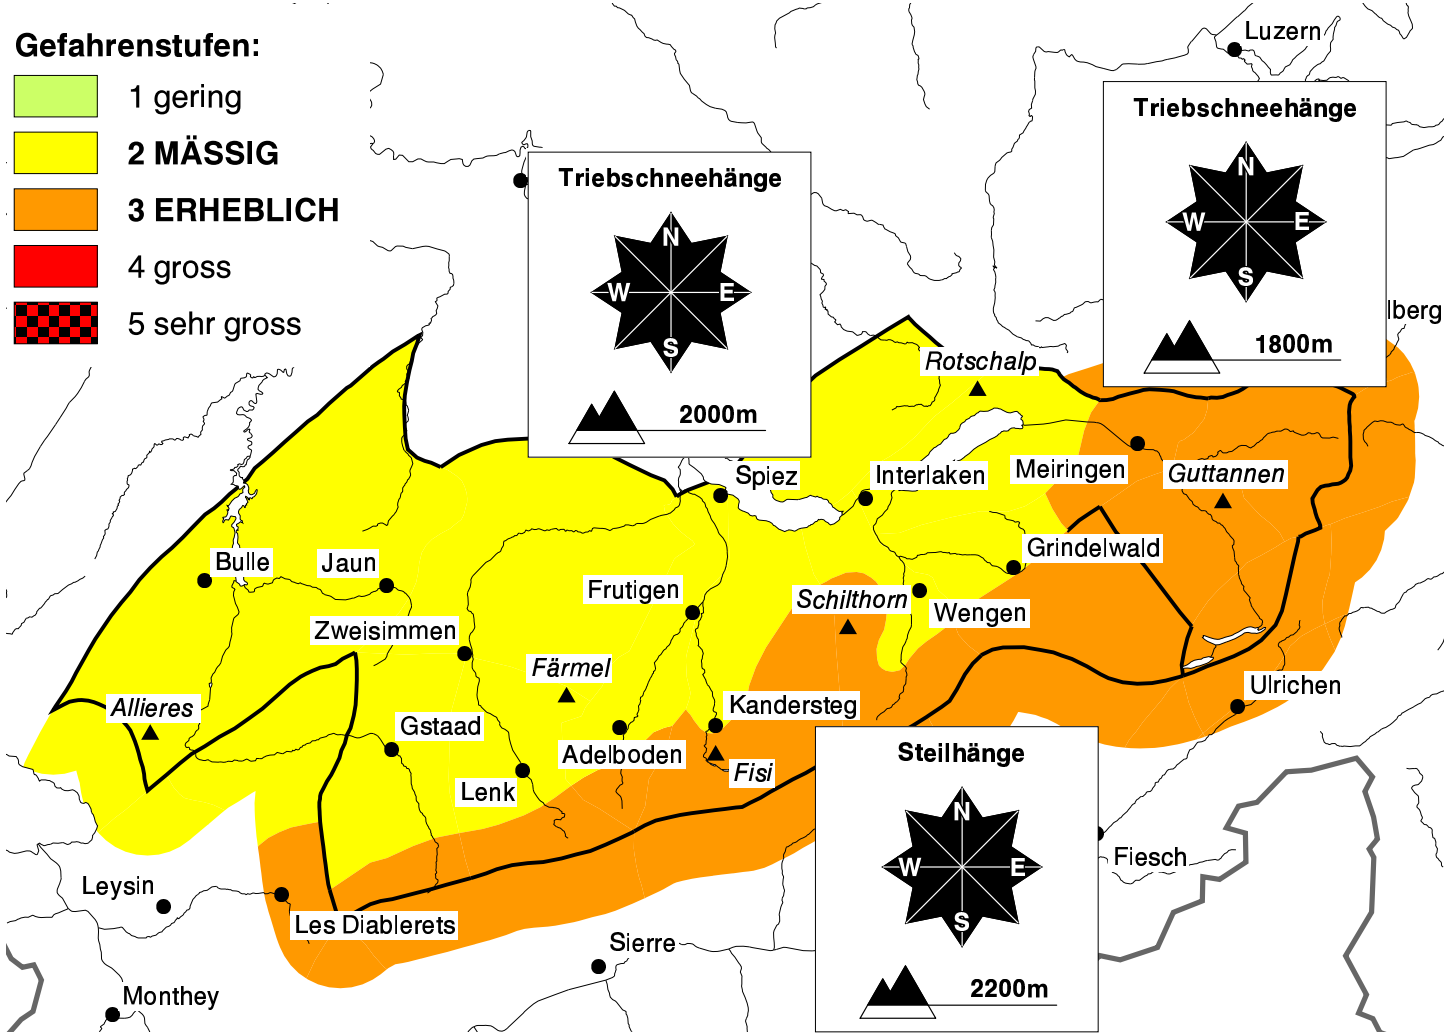 Gefahrenstufen:
1 gering
2 MÄSSIG
3 ERHEBLICH
4 gross
5 sehr gross
Luzern
Triebschneehänge
N
W E
S
1800m
Triebschneehänge
N
W E
S
2000m
lberg
Rotschalp
Spiez
Interlaken
Meiringen
Guttannen
Bulle
Jaun
Grindelwald
Frutigen
Schilthorn
Wengen
Zweisimmen
Färmel
Allieres
Kandersteg
Ulrichen
Gstaad
Adelboden
Fisi
Lenk
Steilhänge
N
W E
S
2200m
Fiesch
Leysin
Les Diablerets
Sierre
Monthey